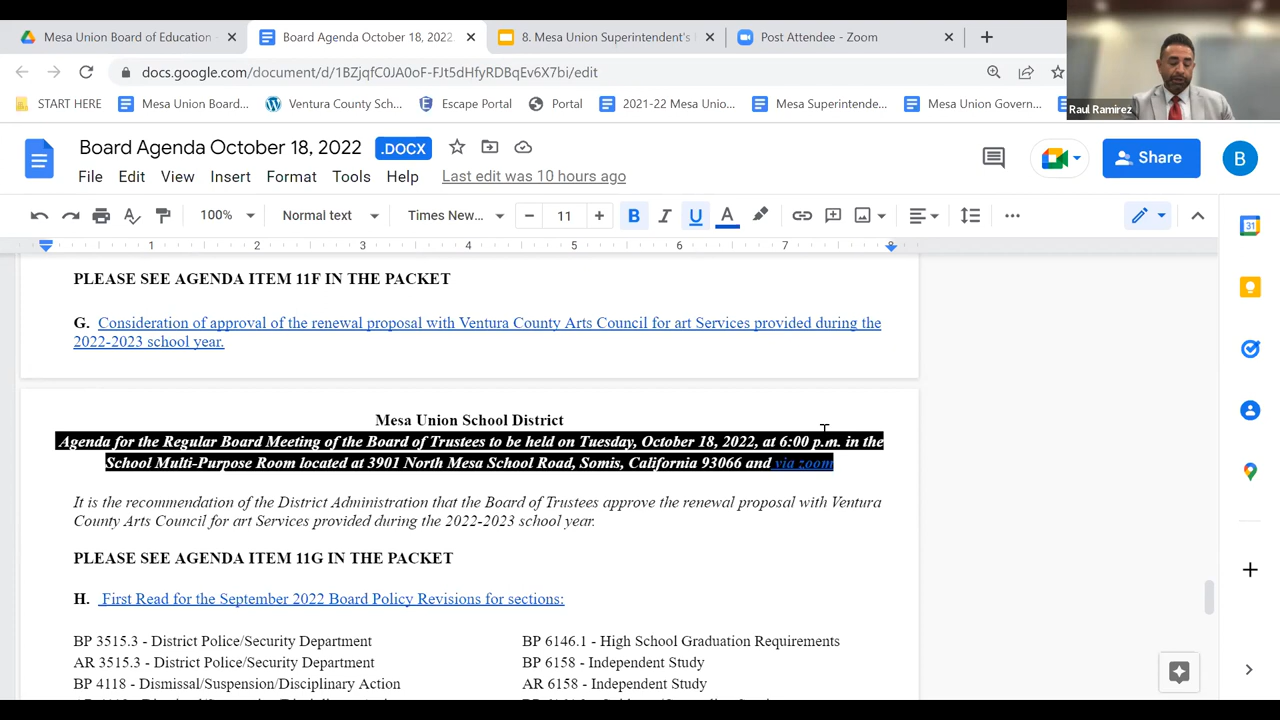 Mesa Union Board of Education
Board Agenda October 18, 2022.
8. Mesa Union Superintendent's
Post Attendee - Zoom
docs.google.com/document/d/1BZjqfC0JA0oF-FJt5dHfyRDBqEv6X7bi/edit
START HERE
Mesa Union Board...
Ventura County Sch...
Escape Portal
Portal
2021-22 Mesa Unio...
Mesa Superintende...
Mesa Union Govern...
Raul Ramirez
Board Agenda October 18, 2022 .DOCX
File Edit View Insert Format Tools Help Last edit was 10 hours ago
Share
B
100% Normal text Times New... 11 B I U A
31
1 2 3 4 5 6 7 8
PLEASE SEE AGENDA ITEM 11F IN THE PACKET
G. Consideration of approval of the renewal proposal with Ventura County Arts Council for art Services provided during the
2022-2023 school year.
Mesa Union School District
Agenda for the Regular Board Meeting of the Board of Trustees to be held on Tuesday, October 18, 2022, at 6:00 p.m. in the
School Multi-Purpose Room located at 3901 North Mesa School Road, Somis, California 93066 and via zoom
It is the recommendation of the District Administration that the Board of Trustees approve the renewal proposal with Ventura
County Arts Council for art Services provided during the 2022-2023 school year.
PLEASE SEE AGENDA ITEM 11G IN THE PACKET
H. First Read for the September 2022 Board Policy Revisions for sections:
BP 3515.3 - District Police/Security Department
BP 6146.1 - High School Graduation Requirements
AR 3515.3 - District Police/Security Department
BP 6158 - Independent Study
BP 4118 - Dismissal/Suspension/Disciplinary Action
AR 6158 - Independent Study